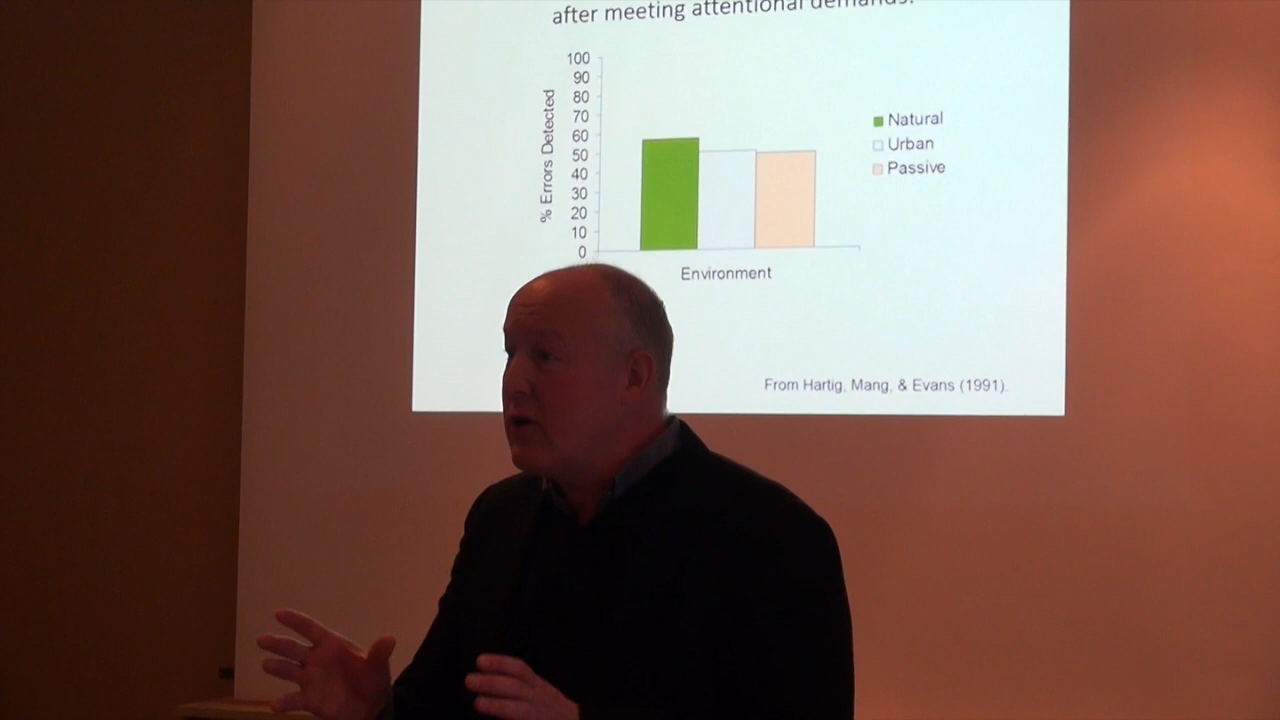 after meeting attentional demands.
100
90
80
70
60
50
40
30
20
10
0
% Errors Detected
Natural
Urban
Passive
Environment
From Hartig, Mang, & Evans (1991).